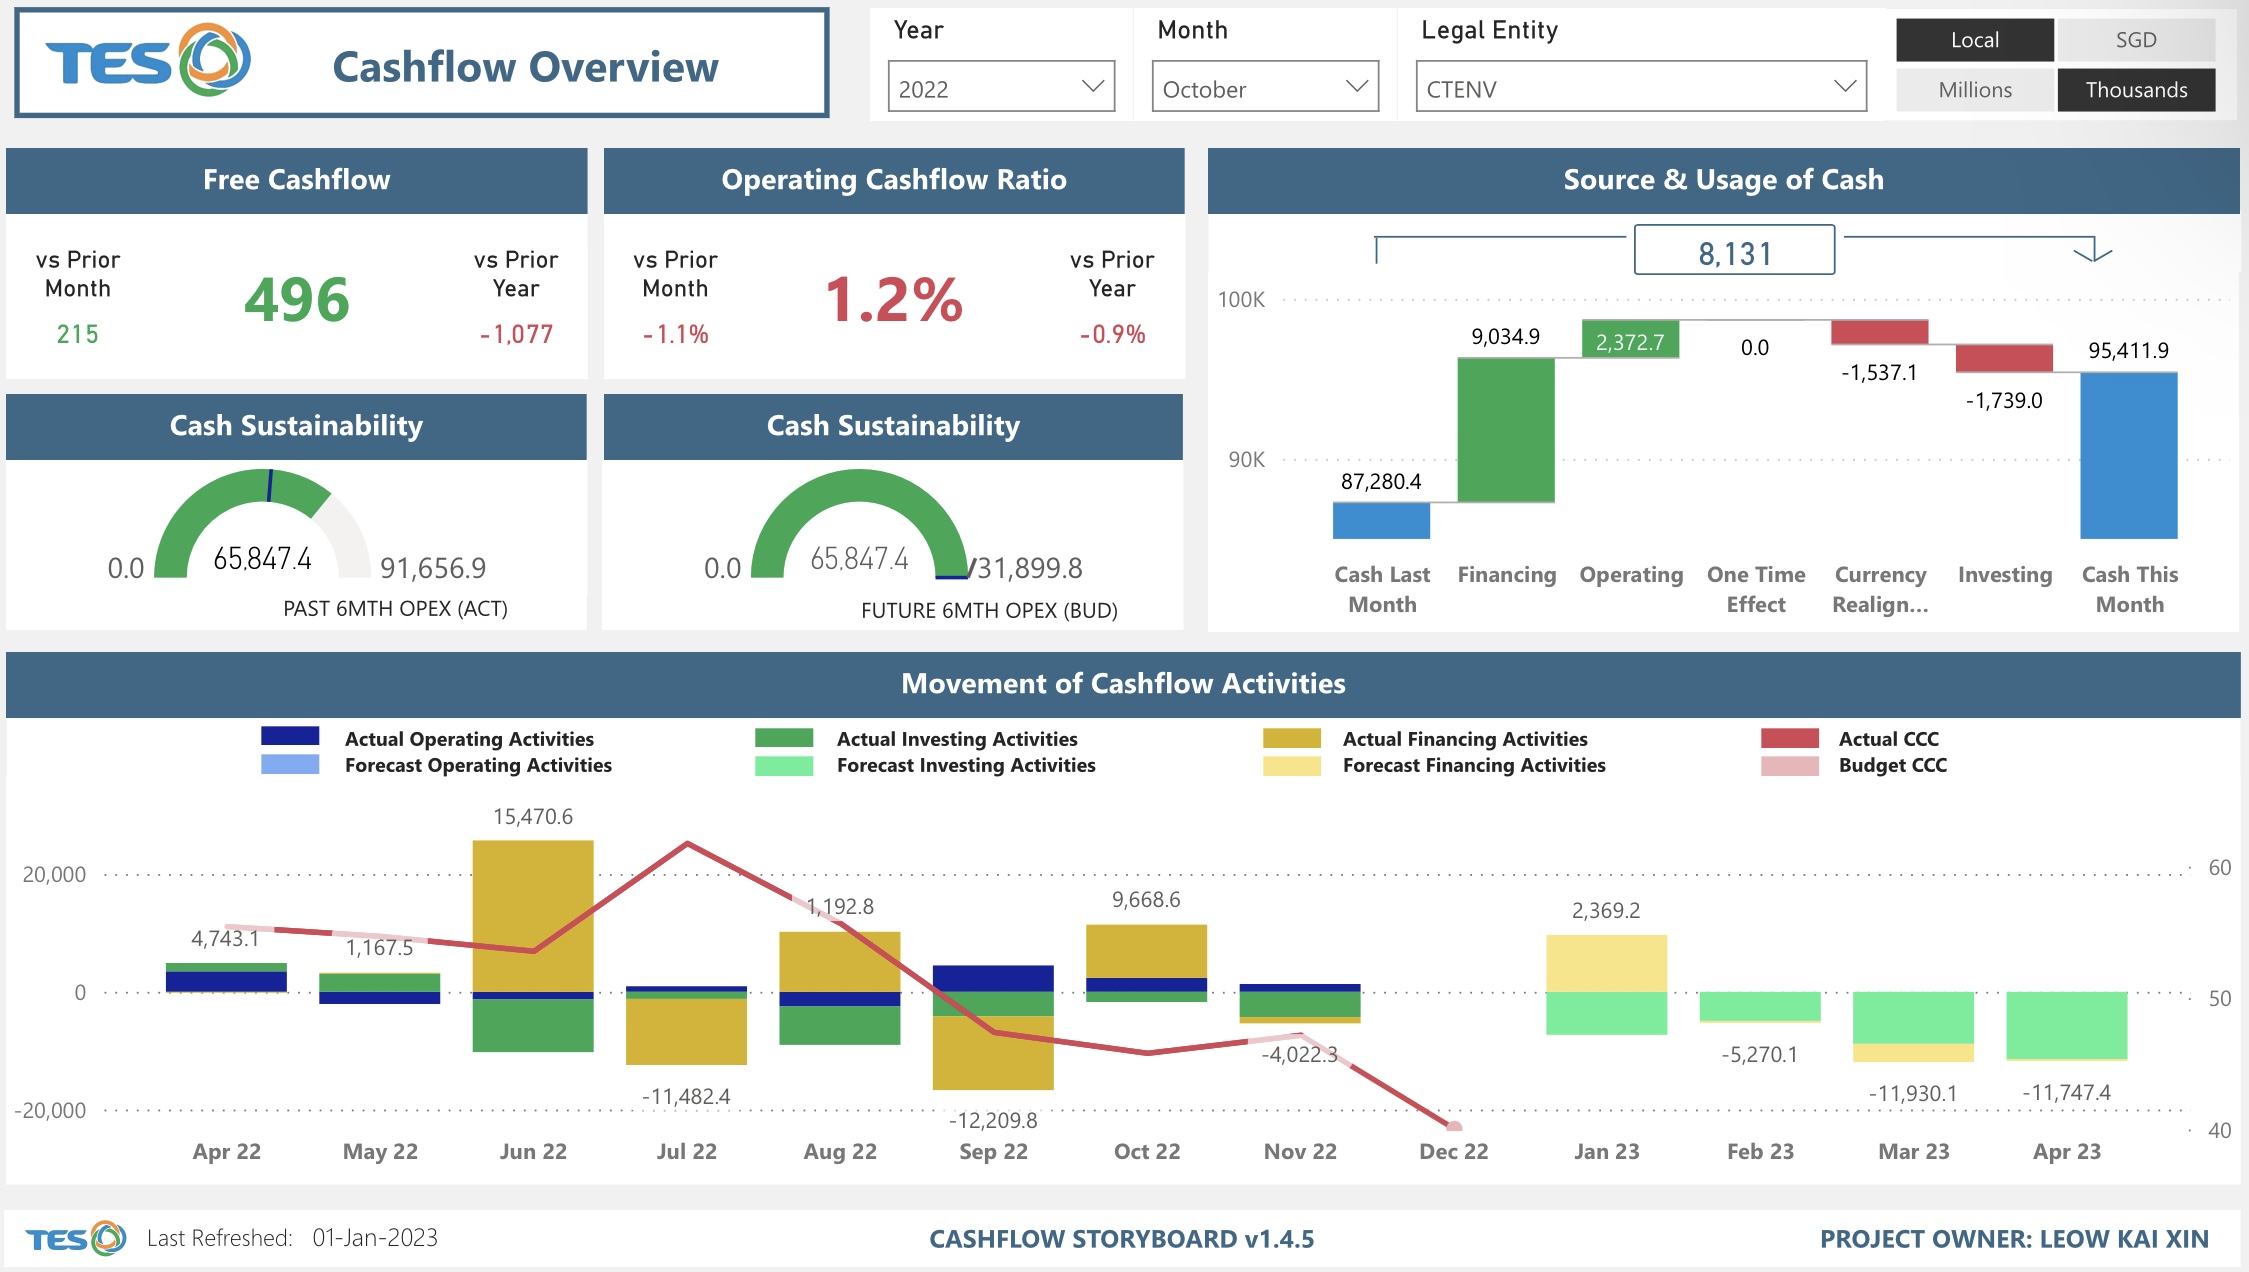 TES
Cashflow Overview
Year
2022
Month
October
Legal Entity
CTENV
Local
SGD
Millions
Thousands
Free Cashflow
vs Prior
Month
215
496
vs Prior
Year
-1,077
Operating Cashflow Ratio
vs Prior
Month
-1.1%
1.2%
vs Prior
Year
-0.9%
Cash Sustainability
0.0
65,847.4
91,656.9
PAST 6MTH OPEX (ACT)
Cash Sustainability
0.0
65,847.4
31,899.8
FUTURE 6MTH OPEX (BUD)
Source & Usage of Cash
8,131
100K
90K
87,280.4
9,034.9
2,372.7
0.0
-1,537.1
-1,739.0
95,411.9
Cash Last
Month
Financing
Operating
One Time
Effect
Currency
Realign...
Investing
Cash This
Month
Movement of Cashflow Activities
Actual Operating Activities
Forecast Operating Activities
Actual Investing Activities
Forecast Investing Activities
Actual Financing Activities
Forecast Financing Activities
Actual CCC
Budget CCC
20,000
0
-20,000
60
50
40
4,743.1
1,167.5
15,470.6
-11,482.4
1,192.8
-12,209.8
9,668.6
-4,022.3
2,369.2
-5,270.1
-11,930.1
-11,747.4
Apr 22
May 22
Jun 22
Jul 22
Aug 22
Sep 22
Oct 22
Nov 22
Dec 22
Jan 23
Feb 23
Mar 23
Apr 23
TES
Last Refreshed: 01-Jan-2023
CASHFLOW STORYBOARD v1.4.5
PROJECT OWNER: LEOW KAI XIN